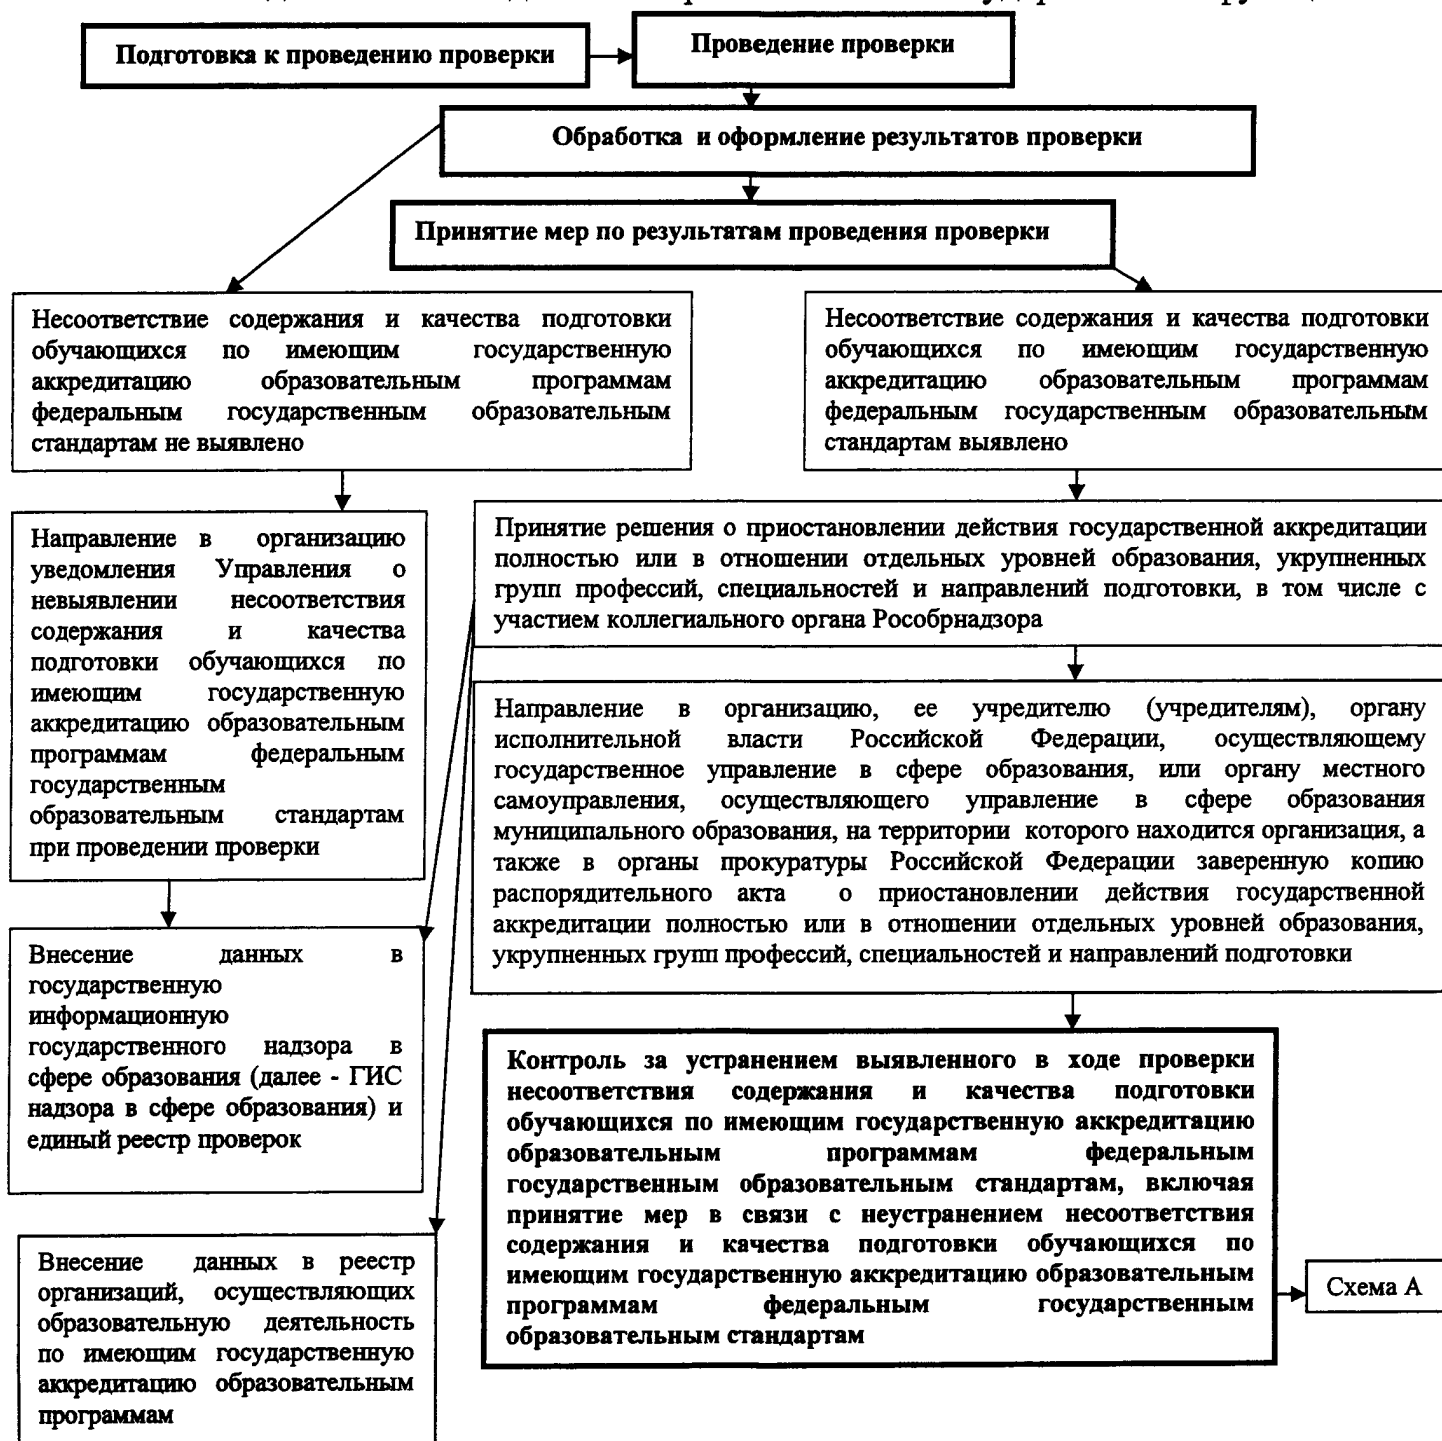 Подготовка к проведению проверки
Проведение проверки
Обработка и оформление результатов проверки
Принятие мер по результатам проведения проверки
Несоответствие содержания и качества подготовки
обучающихся по имеющим государственную
аккредитацию образовательным программам
федеральным государственным образовательным
стандартам не выявлено
Несоответствие содержания и качества подготовки
обучающихся по имеющим государственную
аккредитацию образовательным программам
федеральным государственным образовательным
стандартам выявлено
Направление в организацию
уведомления Управления о
невыявлении несоответствия
содержания и качества
подготовки обучающихся по
имеющим государственную
аккредитацию образовательным
программам федеральным
государственным
образовательным стандартам
при проведении проверки
Принятие решения о приостановлении действия государственной аккредитации
полностью или в отношении отдельных уровней образования, укрупненных
групп профессий, специальностей и направлений подготовки, в том числе с
участием коллегиального органа Рособрнадзора
Направление в организацию, ее учредителю (учредителям), органу
исполнительной власти Российской Федерации, осуществляющему
государственное управление в сфере образования, или органу местного
самоуправления, осуществляющего управление в сфере образования
муниципального образования, на территории которого находится организация, а
также в органы прокуратуры Российской Федерации заверенную копию
распорядительного акта о приостановлении действия государственной
аккредитации полностью или в отношении отдельных уровней образования,
укрупненных групп профессий, специальностей и направлений подготовки
Внесение данных в
государственную
информационную
государственного надзора в
сфере образования (далее - ГИС
надзора в сфере образования) и
единый реестр проверок
Контроль за устранением выявленного в ходе проверки
несоответствия содержания и качества подготовки
обучающихся по имеющим государственную аккредитацию
образовательным программам федеральным
государственным образовательным стандартам, включая
принятие мер в связи с неустранением несоответствия
содержания и качества подготовки обучающихся по
имеющим государственную аккредитацию образовательным
программам федеральным государственным
образовательным стандартам
Схема А
Внесение данных в реестр
организаций, осуществляющих
образовательную деятельность
по имеющим государственную
аккредитацию образовательным
программам